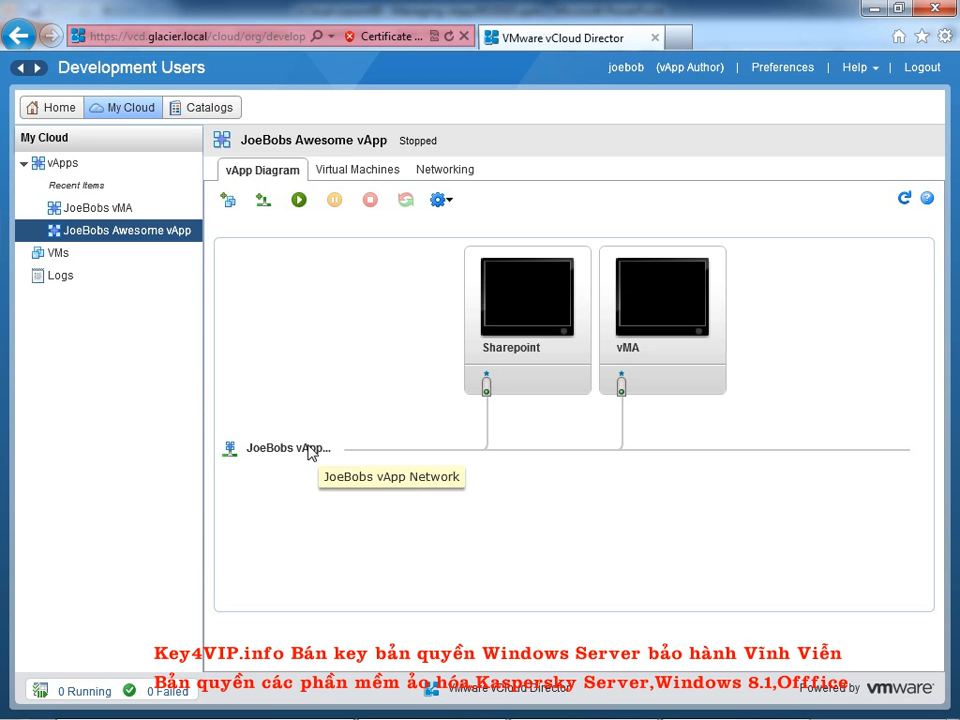 https://vcd.glacier.local/cloud/org/develop
Certificate ...
VMware vCloud Director
Development Users
joebob (vApp Author) | Preferences | Help | Logout
Home
My Cloud
Catalogs
My Cloud
JoeBobs Awesome vApp Stopped
vApps
vApp Diagram
Virtual Machines
Networking
Recent Items
JoeBobs vMA
JoeBobs Awesome vApp
VMs
Logs
Sharepoint
vMA
JoeBobs vApp...
JoeBobs vApp Network
Key4VIP.info Bán key bản quyền Windows Server bảo hành Vĩnh Viễn
Bản quyền các phần mềm ảo hóa,Kaspersky Server,Windows 8.1,Offfice
0 Running
0 Failed
VMware vCloud Director
Powered by vmware